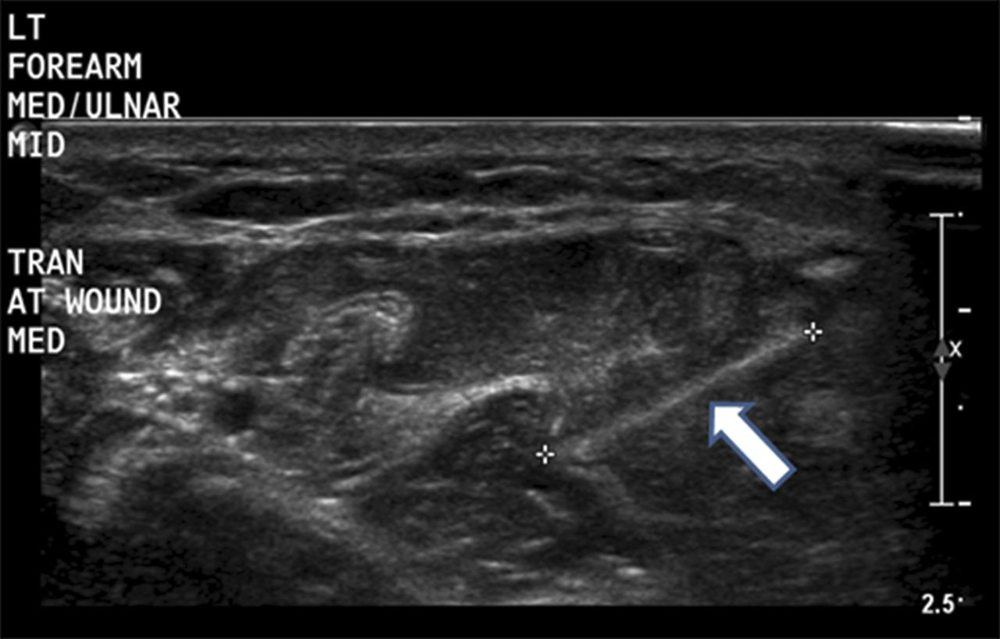 LT
FOREARM
MED/ULNAR
MID
TRAN
AT WOUND
MED
X
2.5